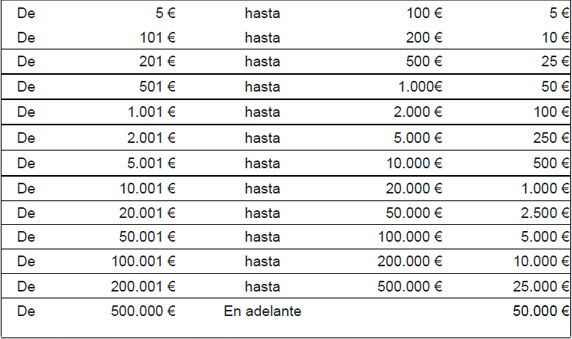 De 5 € hasta 100 € 5 €
De 101 € hasta 200 € 10 €
De 201 € hasta 500 € 25 €
De 501 € hasta 1.000€ 50 €
De 1.001 € hasta 2.000 € 100 €
De 2.001 € hasta 5.000 € 250 €
De 5.001 € hasta 10.000 € 500 €
De 10.001 € hasta 20.000 € 1.000 €
De 20.001 € hasta 50.000 € 2.500 €
De 50.001 € hasta 100.000 € 5.000 €
De 100.001 € hasta 200.000 € 10.000 €
De 200.001 € hasta 500.000 € 25.000 €
De 500.000 € En adelante 50.000 €